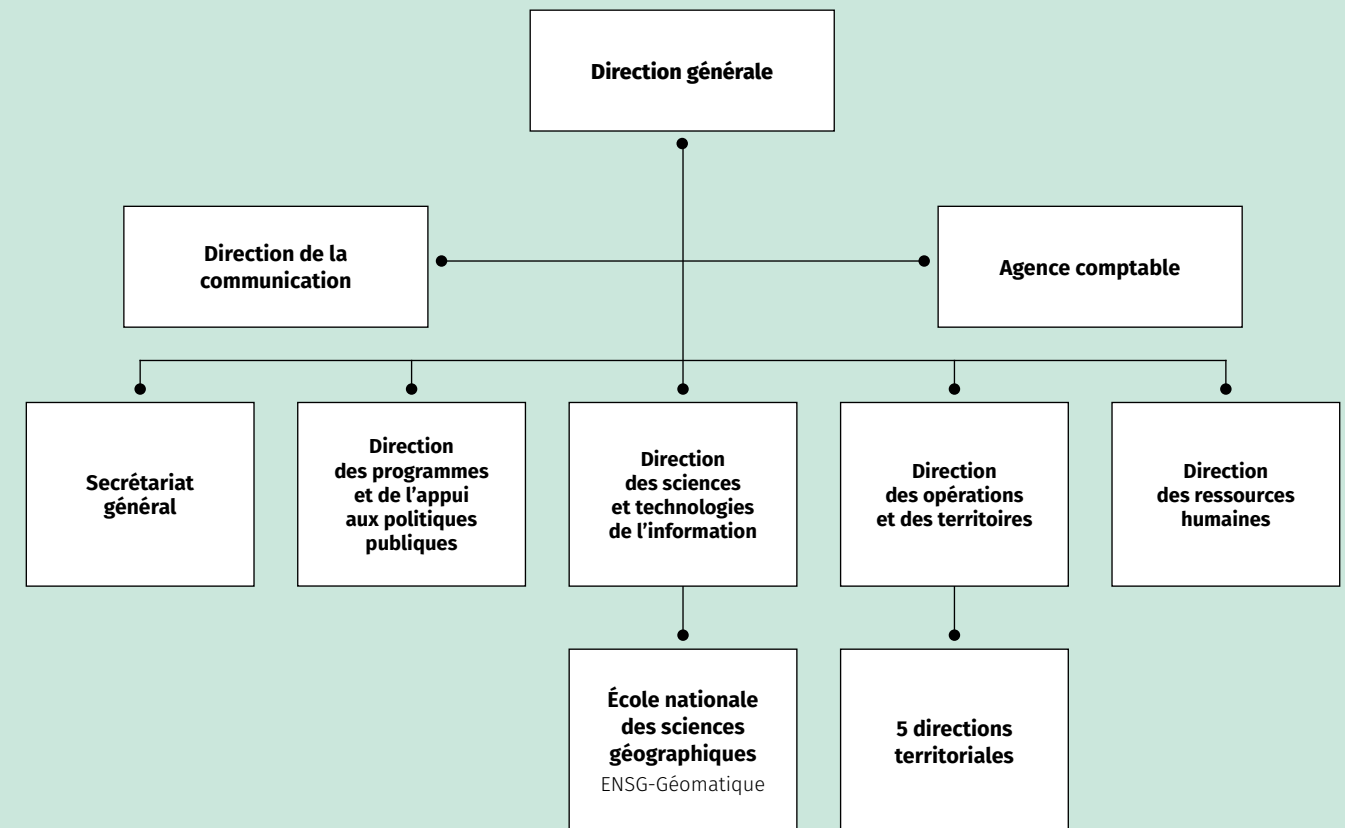 Direction générale
Direction de la
communication
Agence comptable
Secrétariat
général
Direction
des programmes
et de l'appui
aux politiques
publiques
Direction
des sciences
et technologies
de l'information
Direction
des opérations
et des territoires
Direction
des ressources
humaines
École nationale
des sciences
géographiques
ENSG-Géomatique
5 directions
territoriales